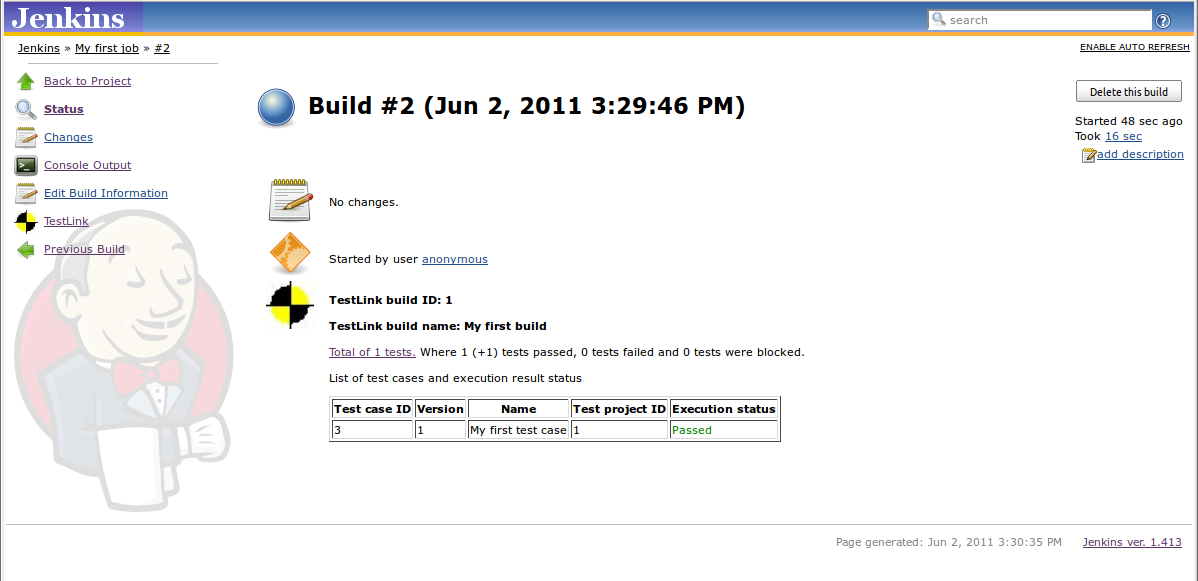 Jenkins
search
Jenkins » My first job » #2
ENABLE AUTO REFRESH
Back to Project
Status
Changes
Console Output
Edit Build Information
TestLink
Previous Build
Build #2 (Jun 2, 2011 3:29:46 PM)
Delete this build
Started 48 sec ago
Took 16 sec
add description
No changes.
Started by user anonymous
TestLink build ID: 1
TestLink build name: My first build
Total of 1 tests. Where 1 (+1) tests passed, 0 tests failed and 0 tests were blocked.
List of test cases and execution result status
Test case ID Version Name Test project ID Execution status
3 1 My first test case 1 Passed
Page generated: Jun 2, 2011 3:30:35 PM Jenkins ver. 1.413